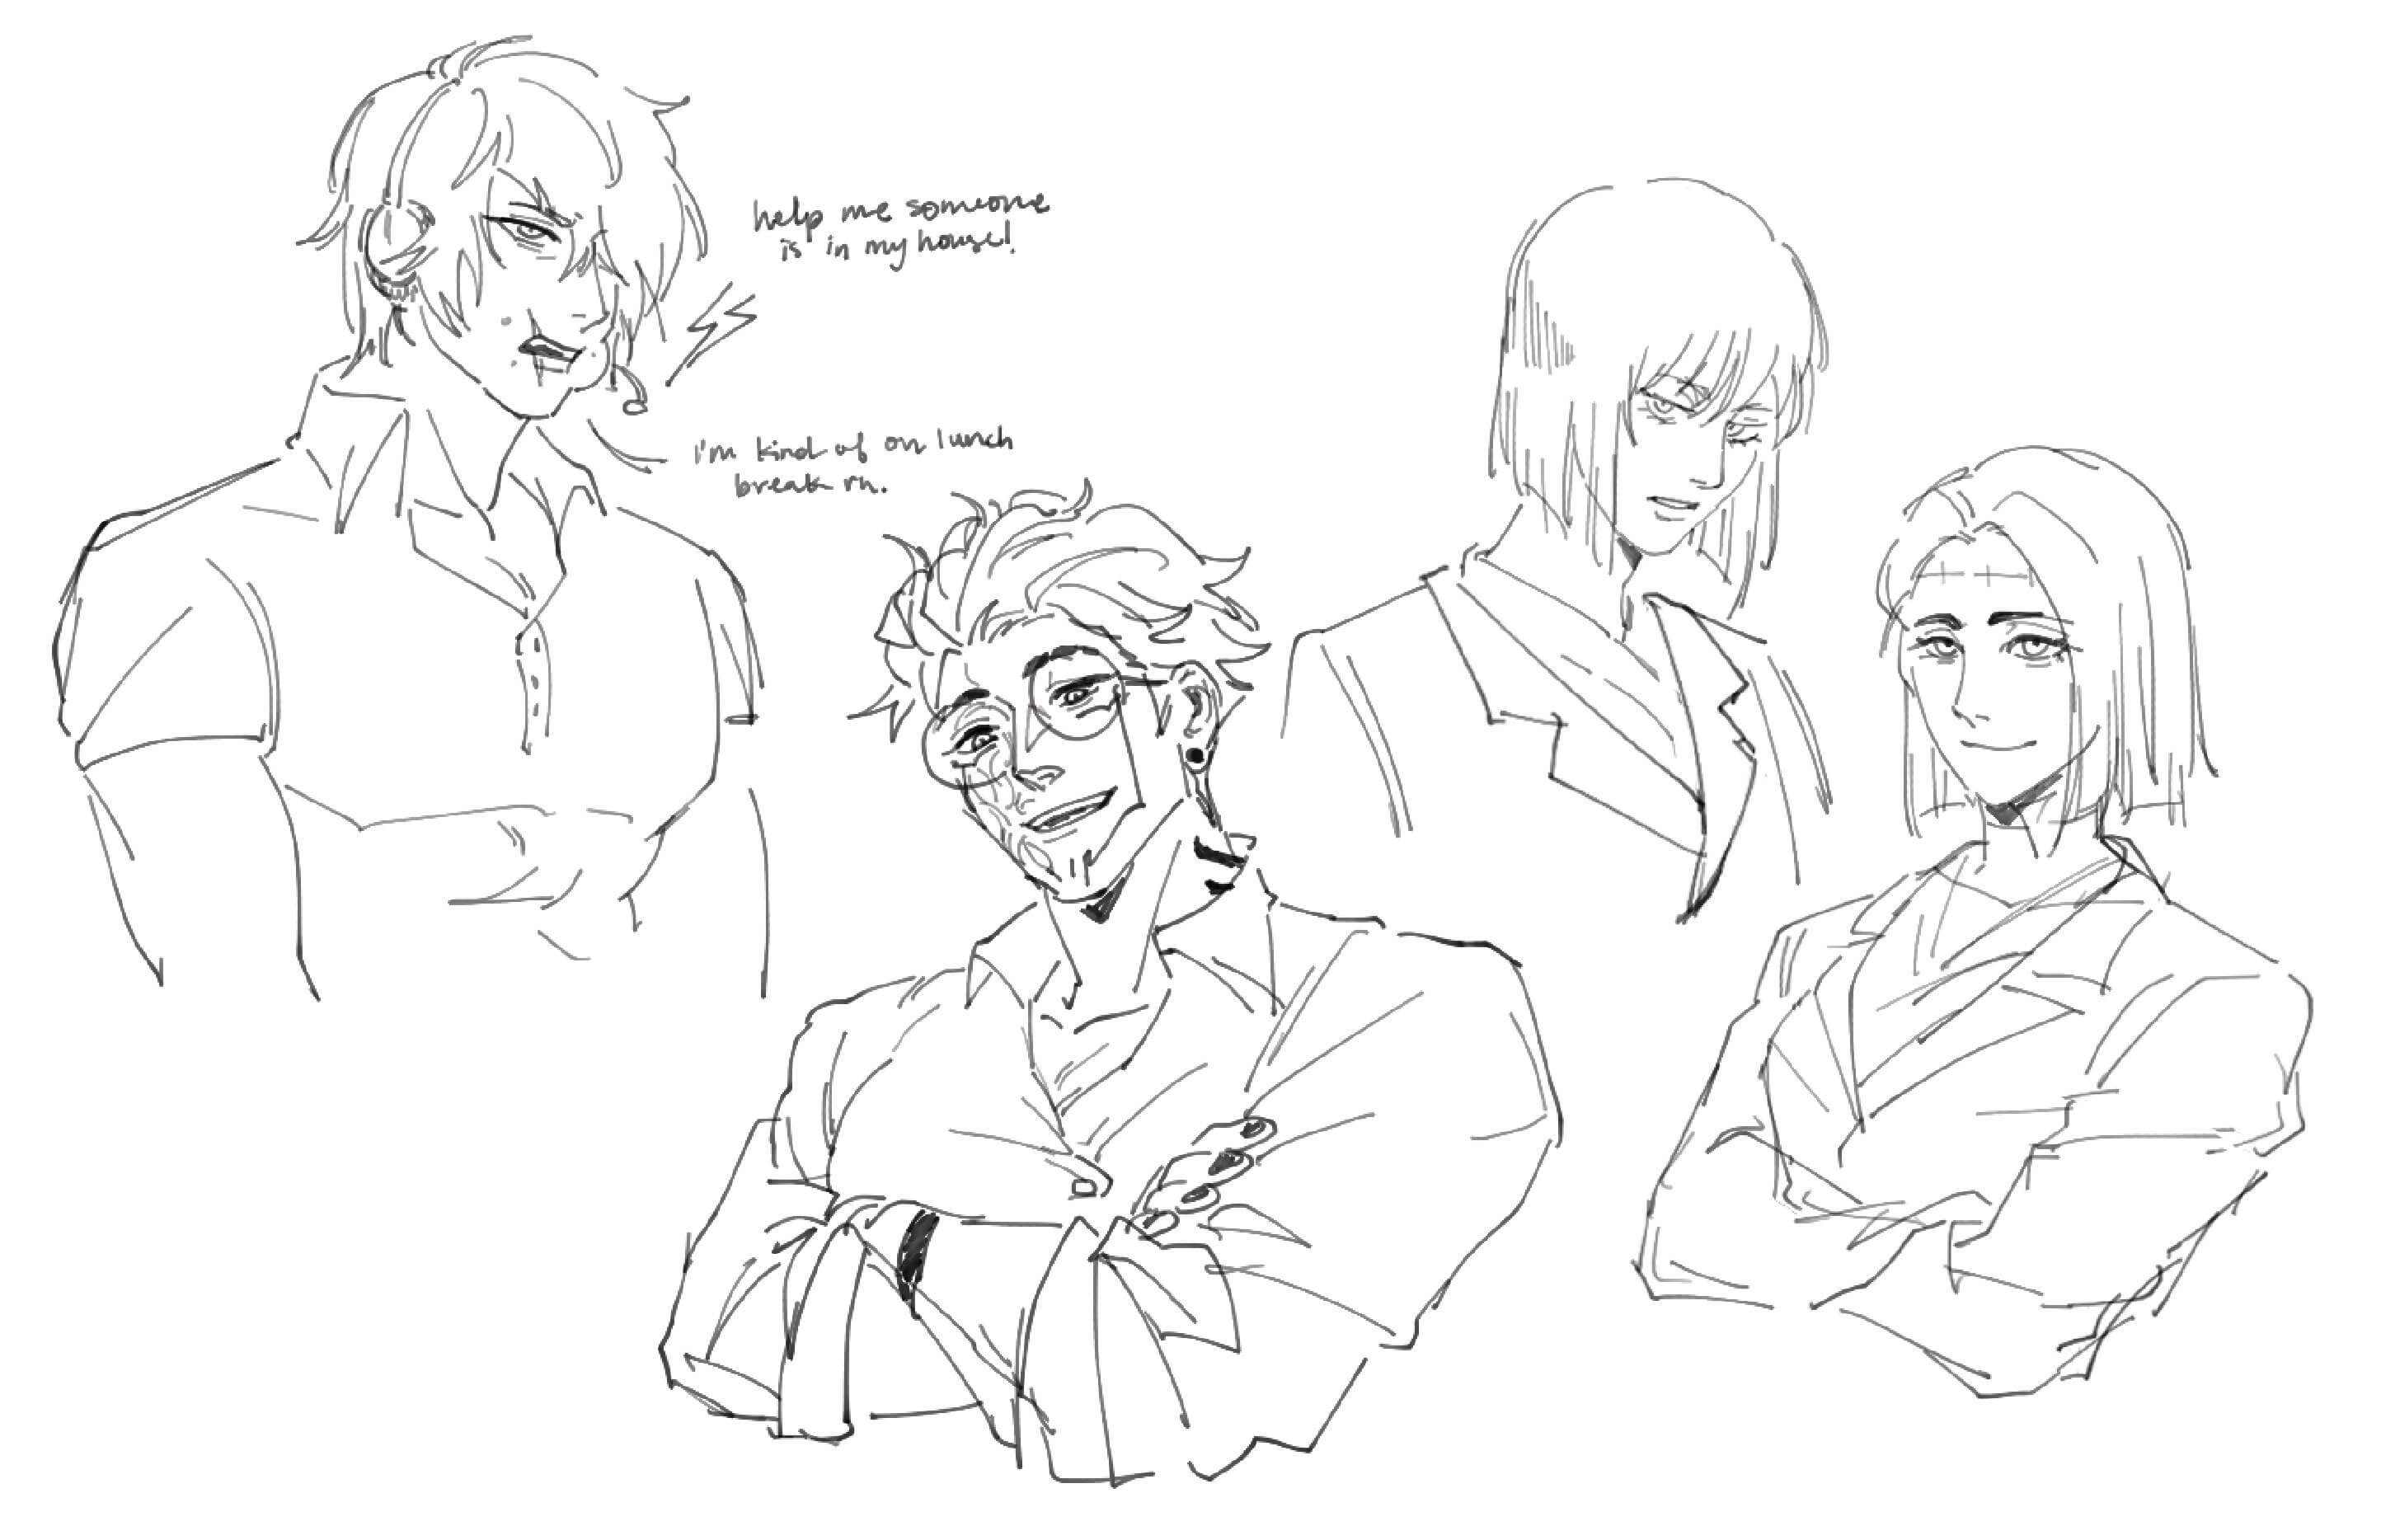 help me someone
is in my house!
I'm kind of on lunch
break rn.